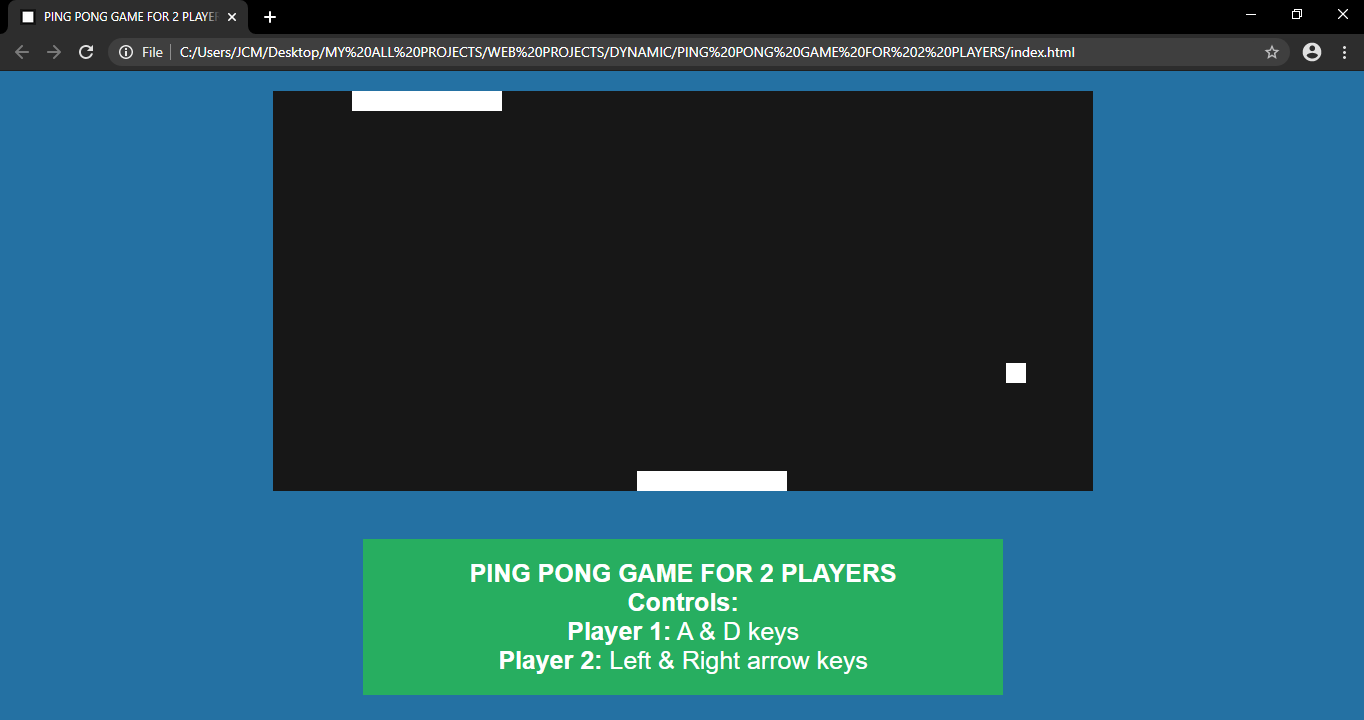 PING PONG GAME FOR 2 PLAYER
File C:/Users/JCM/Desktop/MY%20ALL%20PROJECTS/WEB%20PROJECTS/DYNAMIC/PING%20PONG%20GAME%20FOR%202%20PLAYERS/index.html
PING PONG GAME FOR 2 PLAYERS
Controls:
Player 1: A & D keys
Player 2: Left & Right arrow keys